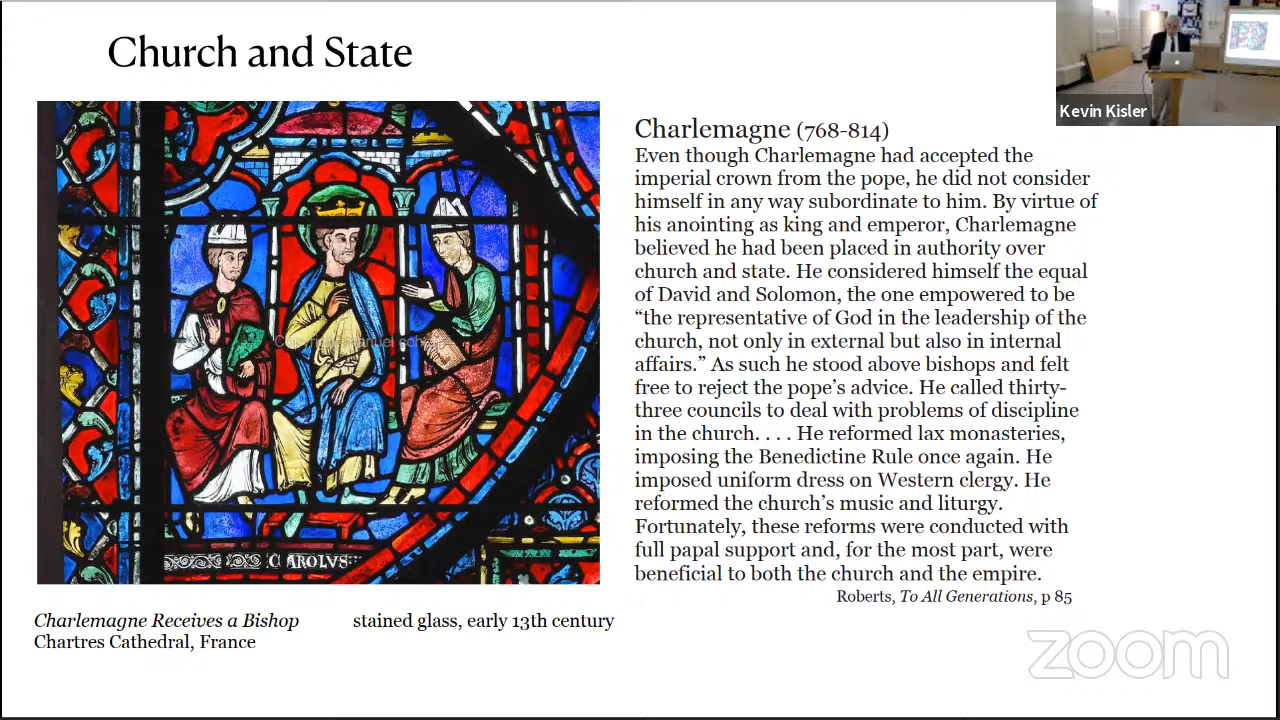 Church and State
Kevin Kisler
Charlemagne (768-814)
Even though Charlemagne had accepted the
imperial crown from the pope, he did not consider
himself in any way subordinate to him. By virtue of
his anointing as king and emperor, Charlemagne
believed he had been placed in authority over
church and state. He considered himself the equal
of David and Solomon, the one empowered to be
“the representative of God in the leadership of the
church, not only in external but also in internal
affairs.” As such he stood above bishops and felt
free to reject the pope’s advice. He called thirty-
three councils to deal with problems of discipline
in the church. . . . He reformed lax monasteries,
imposing the Benedictine Rule once again. He
imposed uniform dress on Western clergy. He
reformed the church’s music and liturgy.
Fortunately, these reforms were conducted with
full papal support and, for the most part, were
beneficial to both the church and the empire.
Roberts, To All Generations, p 85
CAROLVS
Charlemagne Receives a Bishop stained glass, early 13th century
Chartres Cathedral, France
zoom